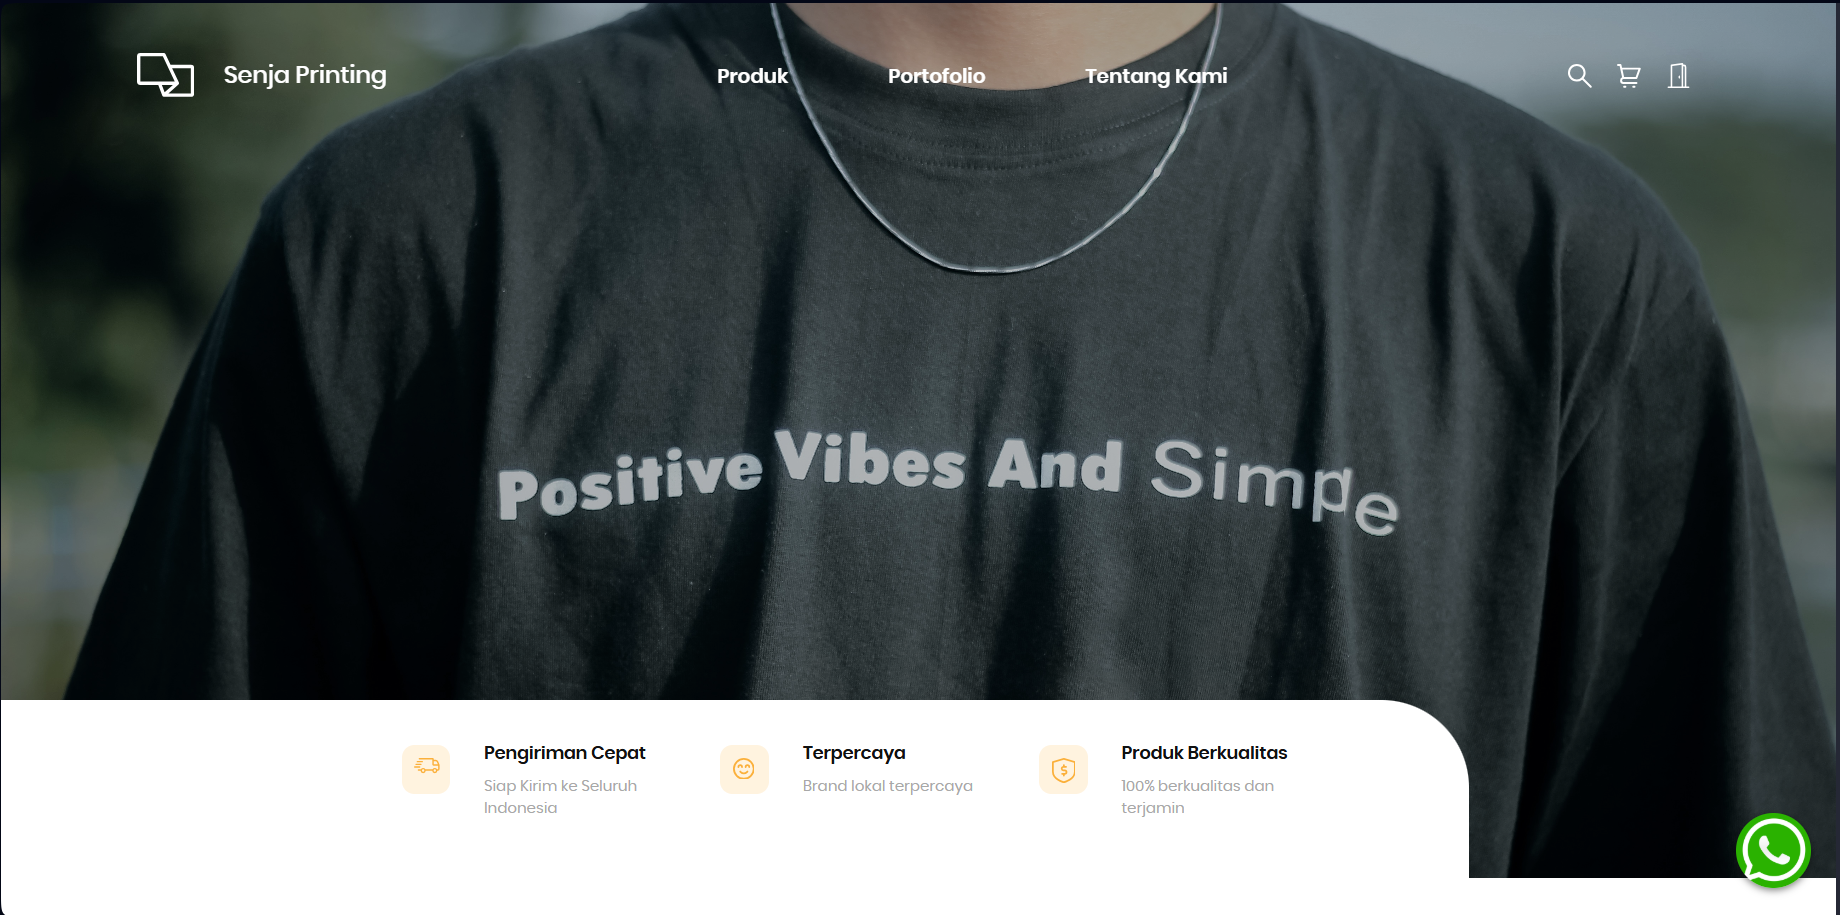 Senja Printing
Produk
Portofolio
Tentang Kami
Positive Vibes And Simpe
Pengiriman Cepat
Siap Kirim ke Seluruh
Indonesia
Terpercaya
Brand lokal terpercaya
Produk Berkualitas
100% berkualitas dan
terjamin